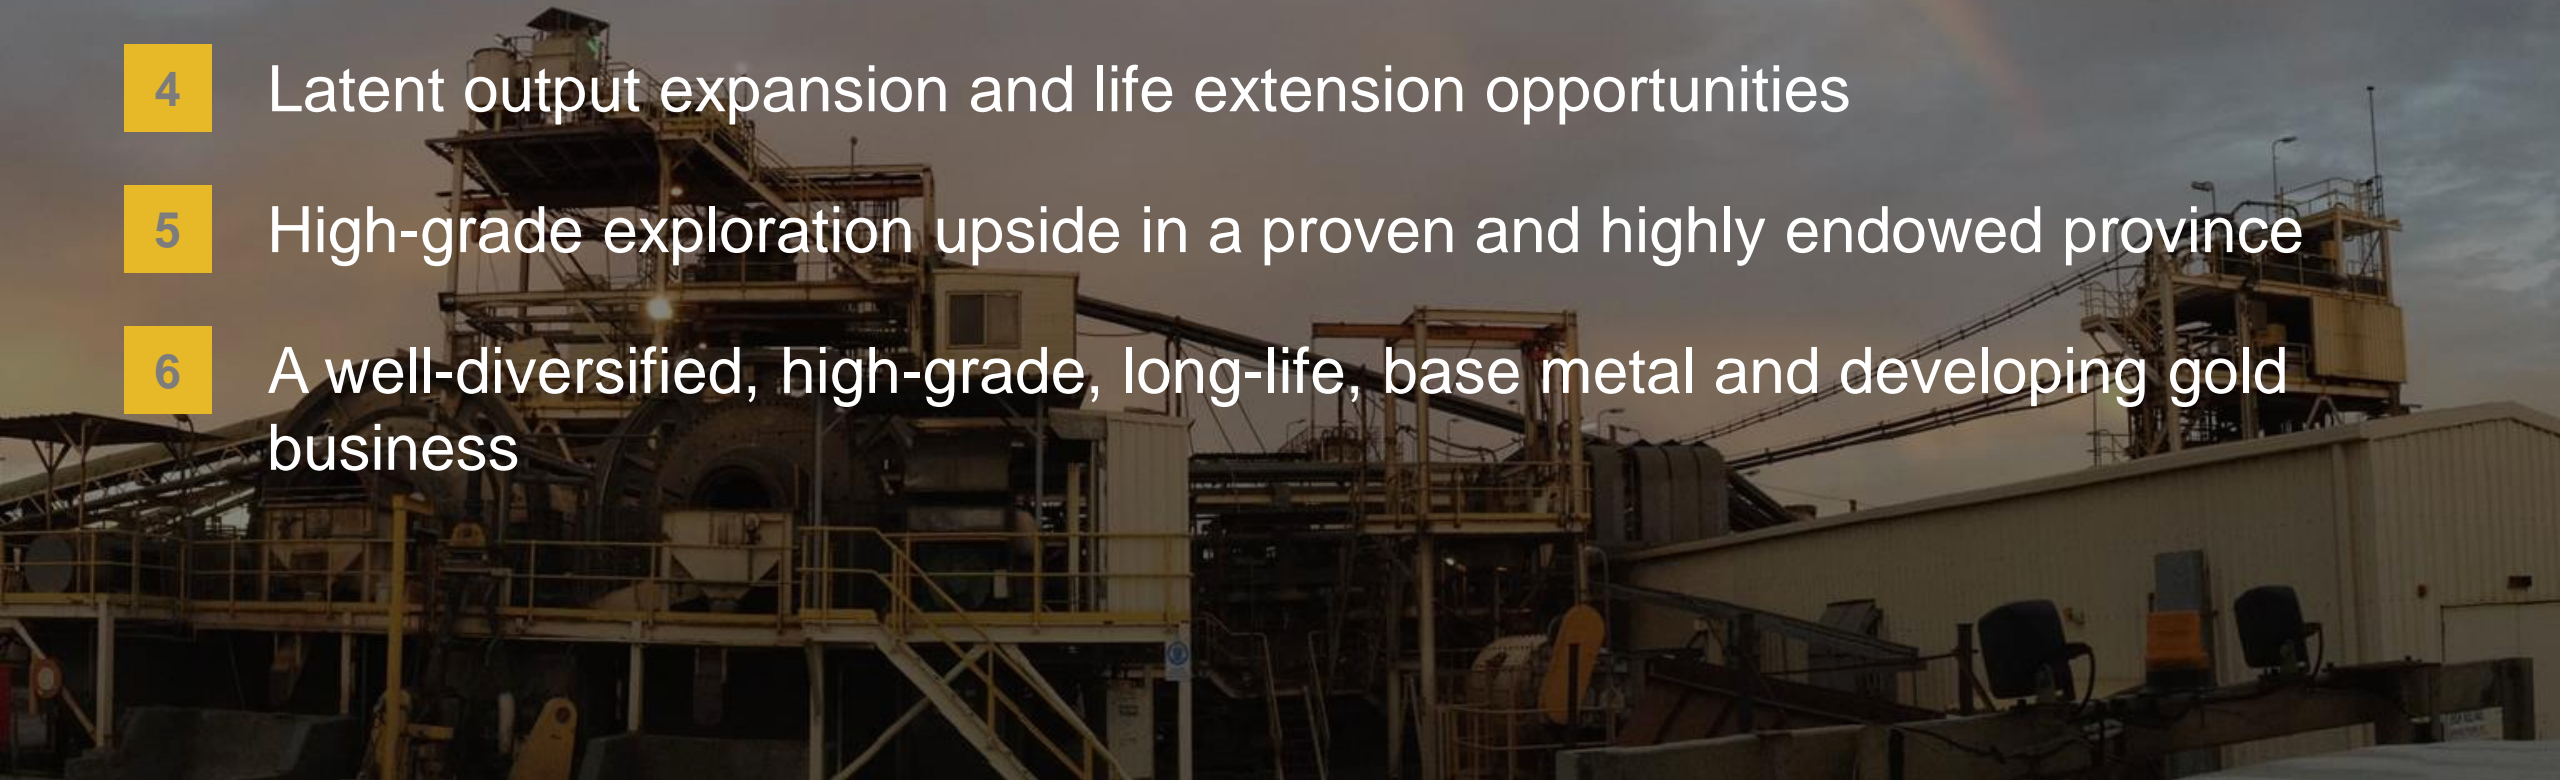 4 Latent output expansion and life extension opportunities
5 High-grade exploration upside in a proven and highly endowed province
6 A well-diversified, high-grade, long-life, base metal and developing gold
business